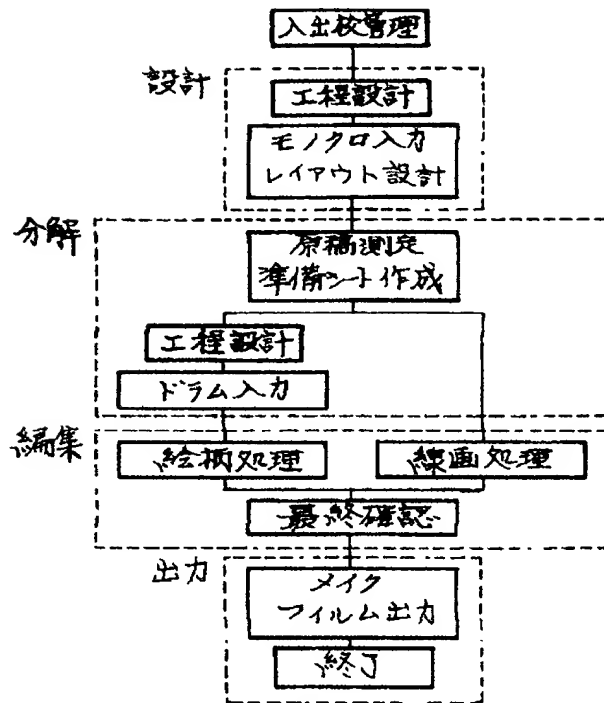 入出校管理
設計
工程設計
モノクロ入力
レイアウト設計
分解
原稿測定
準備シート作成
工程設計
ドラム入力
編集
絵柄処理
線画処理
最終確認
出力
メイク
フィルム出力
終了